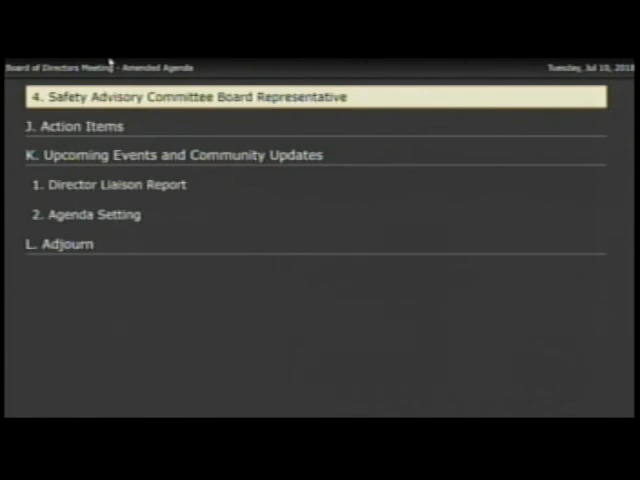 Board of Directors Meeting - Amended Agenda
Tuesday, Jul 10, 2018
4. Safety Advisory Committee Board Representative
J. Action Items
K. Upcoming Events and Community Updates
1. Director Liaison Report
2. Agenda Setting
L. Adjourn